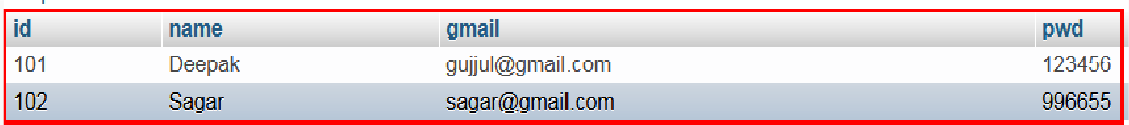 id name gmail pwd
101 Deepak gujjul@gmail.com 123456
102 Sagar sagar@gmail.com 996655